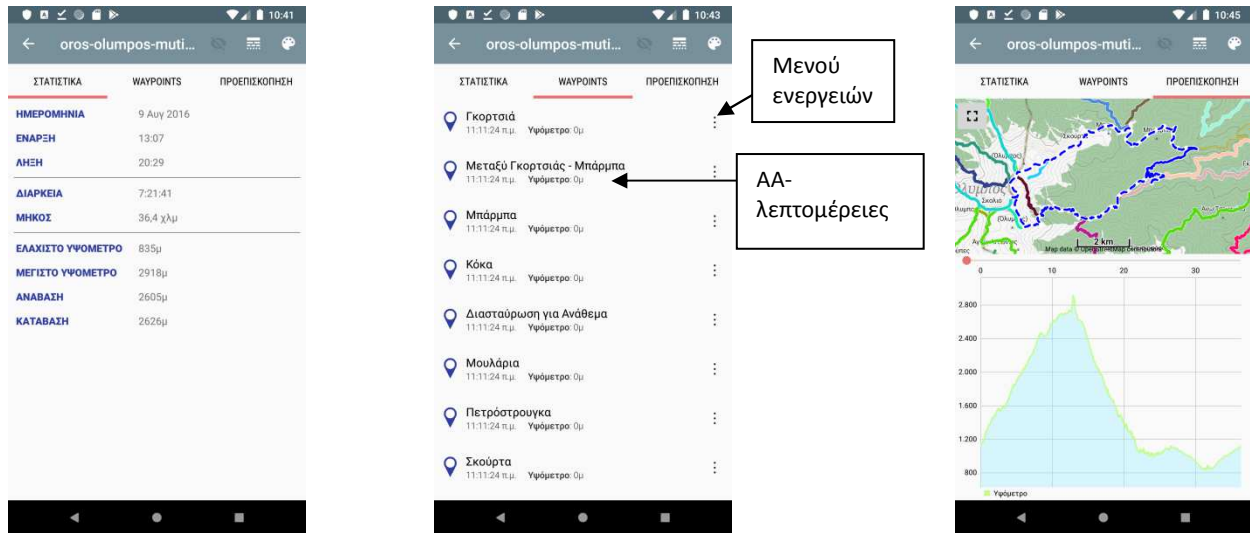 10:41
oros-olumpos-muti...
ΣΤΑΤΙΣΤΙΚΑ WAYPOINTS ΠΡΟΕΠΙΣΚΟΠΗΣΗ
ΗΜΕΡΟΜΗΝΙΑ 9 Αυγ 2016
ΕΝΑΡΞΗ 13:07
ΛΗΞΗ 20:29
ΔΙΑΡΚΕΙΑ 7:21:41
ΜΗΚΟΣ 36,4 χλμ
ΕΛΑΧΙΣΤΟ ΥΨΟΜΕΤΡΟ 835μ
ΜΕΓΙΣΤΟ ΥΨΟΜΕΤΡΟ 2918μ
ΑΝΑΒΑΣΗ 2605μ
ΚΑΤΑΒΑΣΗ 2626μ
10:43
oros-olumpos-muti...
ΣΤΑΤΙΣΤΙΚΑ WAYPOINTS ΠΡΟΕΠΙΣΚΟΠΗΣΗ
Γκορτσιά
11:11:24 π.μ. Υψόμετρο: 0μ
Μεταξύ Γκορτσιάς - Μπάρμπα
11:11:24 π.μ. Υψόμετρο: 0μ
Μπάρμπα
11:11:24 π.μ. Υψόμετρο: 0μ
Κόκα
11:11:24 π.μ. Υψόμετρο: 0μ
Διασταύρωση για Ανάθεμα
11:11:24 π.μ. Υψόμετρο: 0μ
Μουλάρια
11:11:24 π.μ. Υψόμετρο: 0μ
Πετρόστρουγκα
11:11:24 π.μ. Υψόμετρο: 0μ
Σκούρτα
11:11:24 π.μ. Υψόμετρο: 0μ
Μενού
ενεργειών
ΑΑ-
λεπτομέρειες
10:45
oros-olumpos-muti...
ΣΤΑΤΙΣΤΙΚΑ WAYPOINTS ΠΡΟΕΠΙΣΚΟΠΗΣΗ
Σκολιό
2 km
Map data © OpenStreetMap contributors
0 10 20 30
2.800
2.400
2.000
1.600
1.200
800
Υψόμετρο